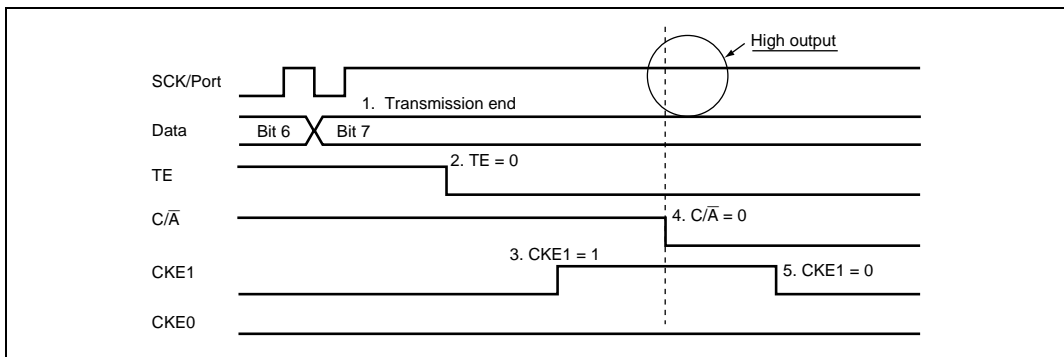 High output
SCK/Port
1. Transmission end
Data
Bit 6
Bit 7
2. TE = 0
TE
C/A̅
4. C/A̅ = 0
3. CKE1 = 1
CKE1
5. CKE1 = 0
CKE0